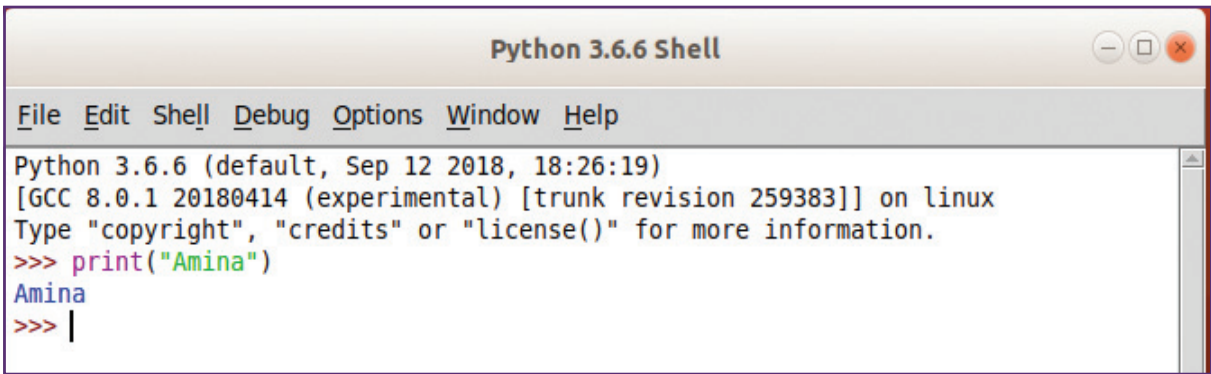 Python 3.6.6 Shell
File Edit Shell Debug Options Window Help
Python 3.6.6 (default, Sep 12 2018, 18:26:19)
[GCC 8.0.1 20180414 (experimental) [trunk revision 259383]] on linux
Type "copyright", "credits" or "license()" for more information.
>>> print("Amina")
Amina
>>>